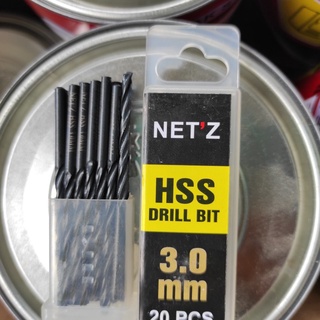 NET'Z
HSS
DRILL BIT
3.0
mm
20 PCS